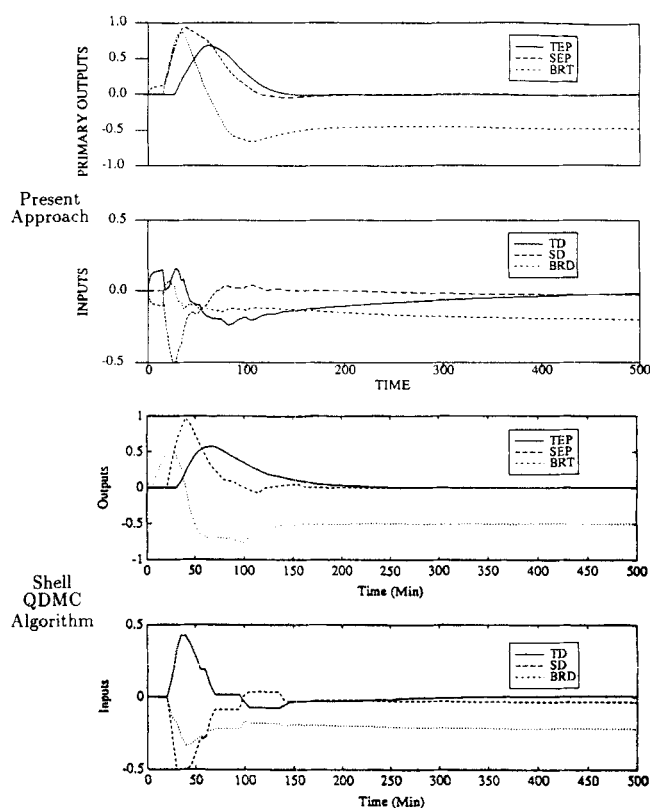 Present
Approach
PRIMARY OUTPUTS
1.0
0.5
0.0
-0.5
-1.0
TEP
SEP
BRT
INPUTS
0.5
0.0
-0.5
TD
SD
BRD
0 100 200 300 400 500
TIME
Shell
QDMC
Algorithm
Outputs
1
0.5
0
-0.5
-1
TEP
SEP
BRT
0 50 100 150 200 250 300 350 400 450 500
Time (Min)
Inputs
0.5
0
-0.5
TD
SD
BRD
0 50 100 150 200 250 300 350 400 450 500
Time (Min)